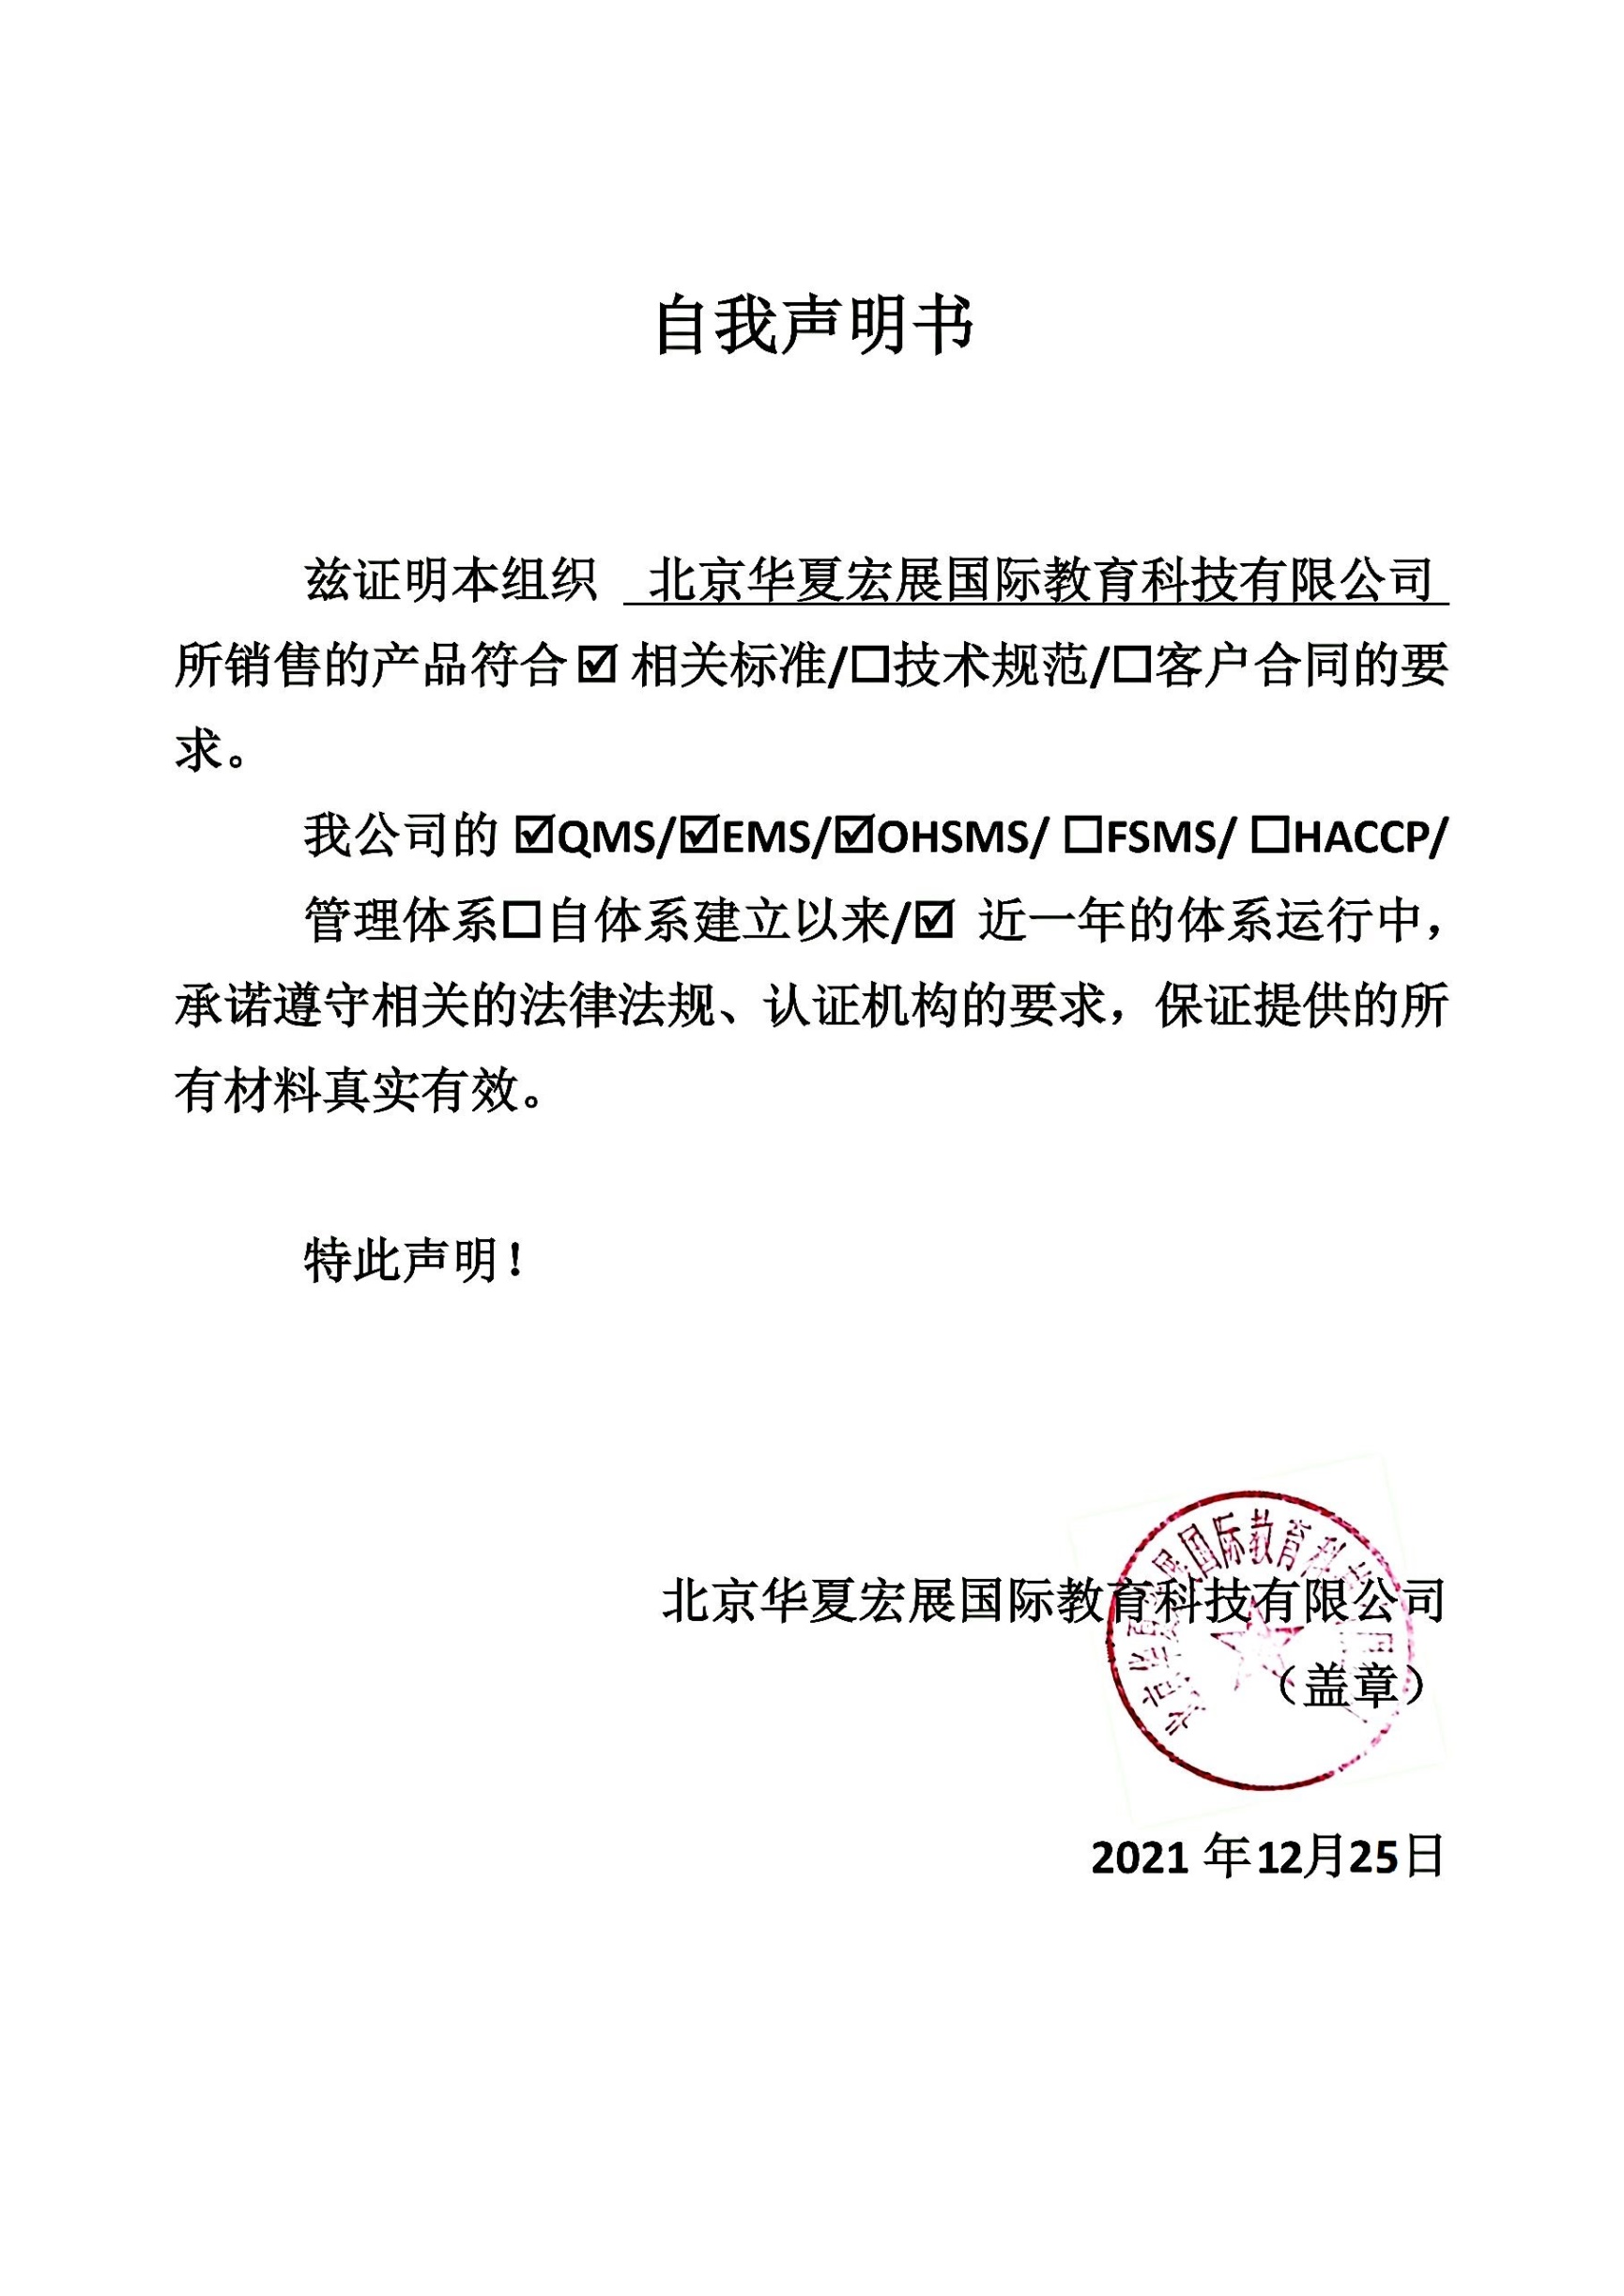 自我声明书
兹证明本组织 北京华夏宏展国际教育科技有限公司
所销售的产品符合☑ 相关标准/☐技术规范/☐客户合同的要
求。
我公司的 ☑QMS/☑EMS/☑OHSMS/ ☐FSMS/ ☐HACCP/
管理体系☐自体系建立以来/☑ 近一年的体系运行中，
承诺遵守相关的法律法规、认证机构的要求，保证提供的所
有材料真实有效。
特此声明！
国际教育科
北京华夏宏展国际教育科技有限公司
（盖章）
2021 年12月25日